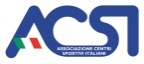 ACSI
ASSOCIAZIONE CENTRI
SPORTIVI ITALIANI